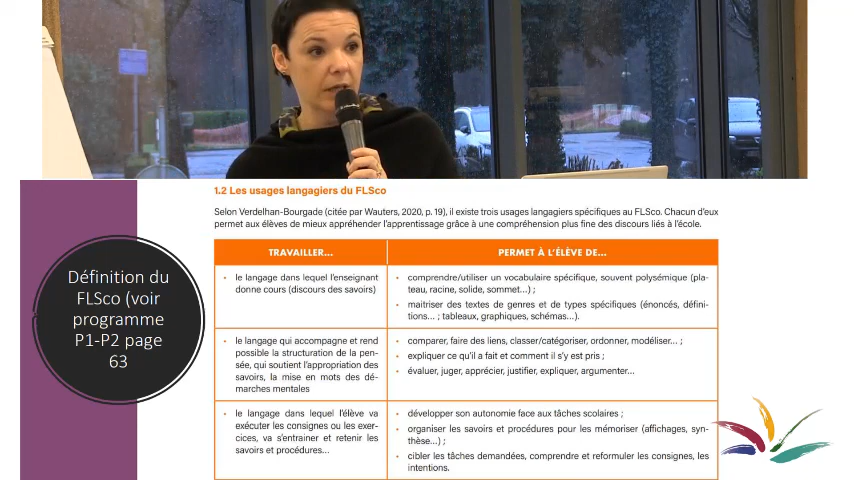 Définition du
FLSco (voir
programme
P1-P2 page
63
1.2 Les usages langagiers du FLSco
Selon Verdelhan-Bourgade (citée par Wauters, 2020, p. 19), il existe trois usages langagiers spécifiques au FLSco. Chacun d'eux
permet aux élèves de mieux appréhender l'apprentissage grâce à une compréhension plus fine des discours liés à l'école.
TRAVAILLER...
PERMET À L'ÉLÈVE DE...
• le langage dans lequel l'enseignant
donne cours (discours des savoirs)
• comprendre/utiliser un vocabulaire spécifique, souvent polysémique (pla-
teau, racine, solide, sommet...) ;
• maitriser des textes de genres et de types spécifiques (énoncés, défini-
tions... ; tableaux, graphiques, schémas...).
• le langage qui accompagne et rend
possible la structuration de la pen-
sée, qui soutient l'appropriation des
savoirs, la mise en mots des dé-
marches mentales
• comparer, faire des liens, classer/catégoriser, ordonner, modéliser... ;
• expliquer ce qu'il a fait et comment il s'y est pris ;
• évaluer, juger, apprécier, justifier, expliquer, argumenter...
• le langage dans lequel l'élève va
exécuter les consignes ou les exer-
cices, va s'entrainer et retenir les
savoirs et procédures...
• développer son autonomie face aux tâches scolaires ;
• organiser les savoirs et procédures pour les mémoriser (affichages, syn-
thèse...) ;
• cibler les tâches demandées, comprendre et reformuler les consignes, les
intentions.